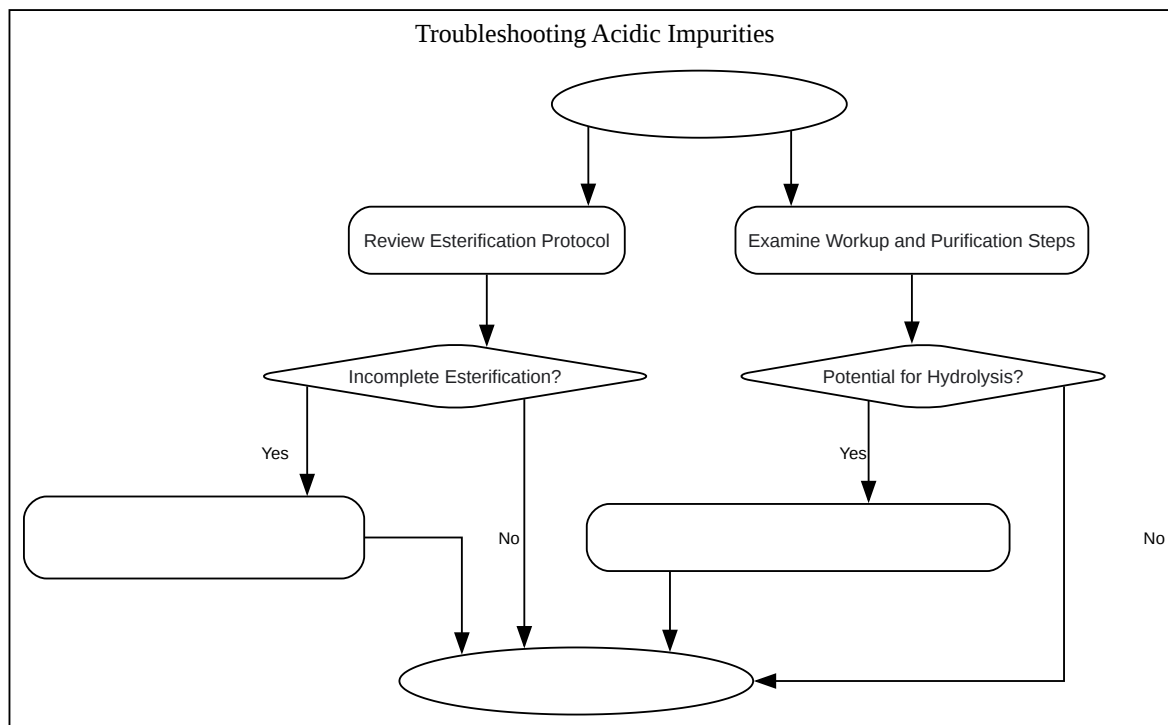 Troubleshooting Acidic Impurities
Review Esterification Protocol
Examine Workup and Purification Steps
Incomplete Esterification?
Potential for Hydrolysis?
Yes
Yes
No
No